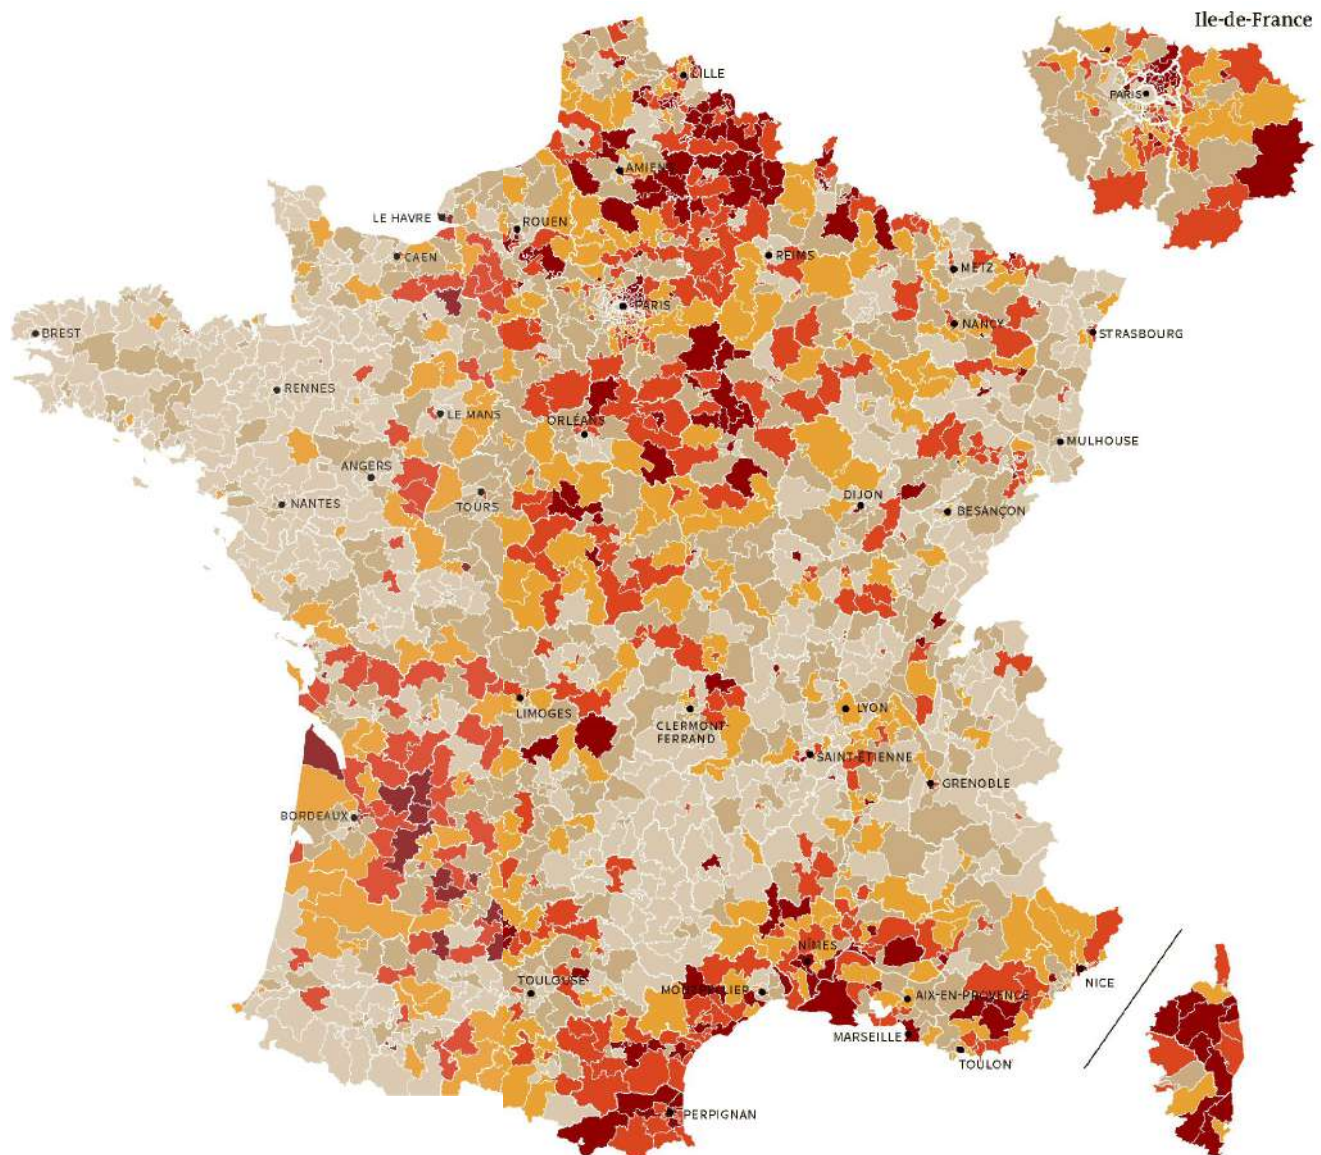 Ile-de-France
PARIS
LILLE
AMIENS
LE HAVRE
ROUEN
CAEN
REIMS
METZ
PARIS
NANCY
STRASBOURG
BREST
RENNES
LE MANS
ORLÉANS
MULHOUSE
ANGERS
NANTES
TOURS
DIJON
BESANÇON
LIMOGES
CLERMONT-
FERRAND
LYON
SAINT-ÉTIENNE
GRENOBLE
BORDEAUX
NÎMES
TOULOUSE
MONTPELLIER
AIX-EN-PROVENCE
NICE
MARSEILLE
TOULON
PERPIGNAN